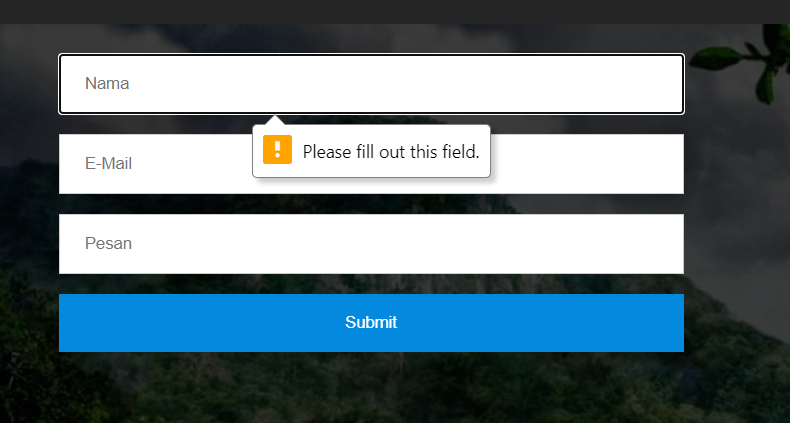 Nama
Please fill out this field.
E-Mail
Pesan
Submit